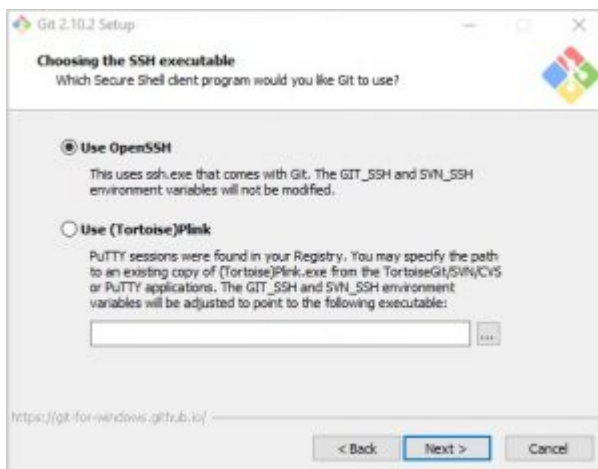 Git 2.10.2 Setup
Choosing the SSH executable
Which Secure Shell client program would you like Git to use?
Use OpenSSH
This uses ssh.exe that comes with Git. The GIT_SSH and SVN_SSH
environment variables will not be modified.
Use (Tortoise)Plink
PuTTY sessions were found in your Registry. You may specify the path
to an existing copy of (Tortoise)Plink.exe from the TortoiseGit/SVN/CVS
or PuTTY applications. The GIT_SSH and SVN_SSH environment
variables will be adjusted to point to the following executable:
...
https://git-for-windows.github.io/
< Back Next > Cancel